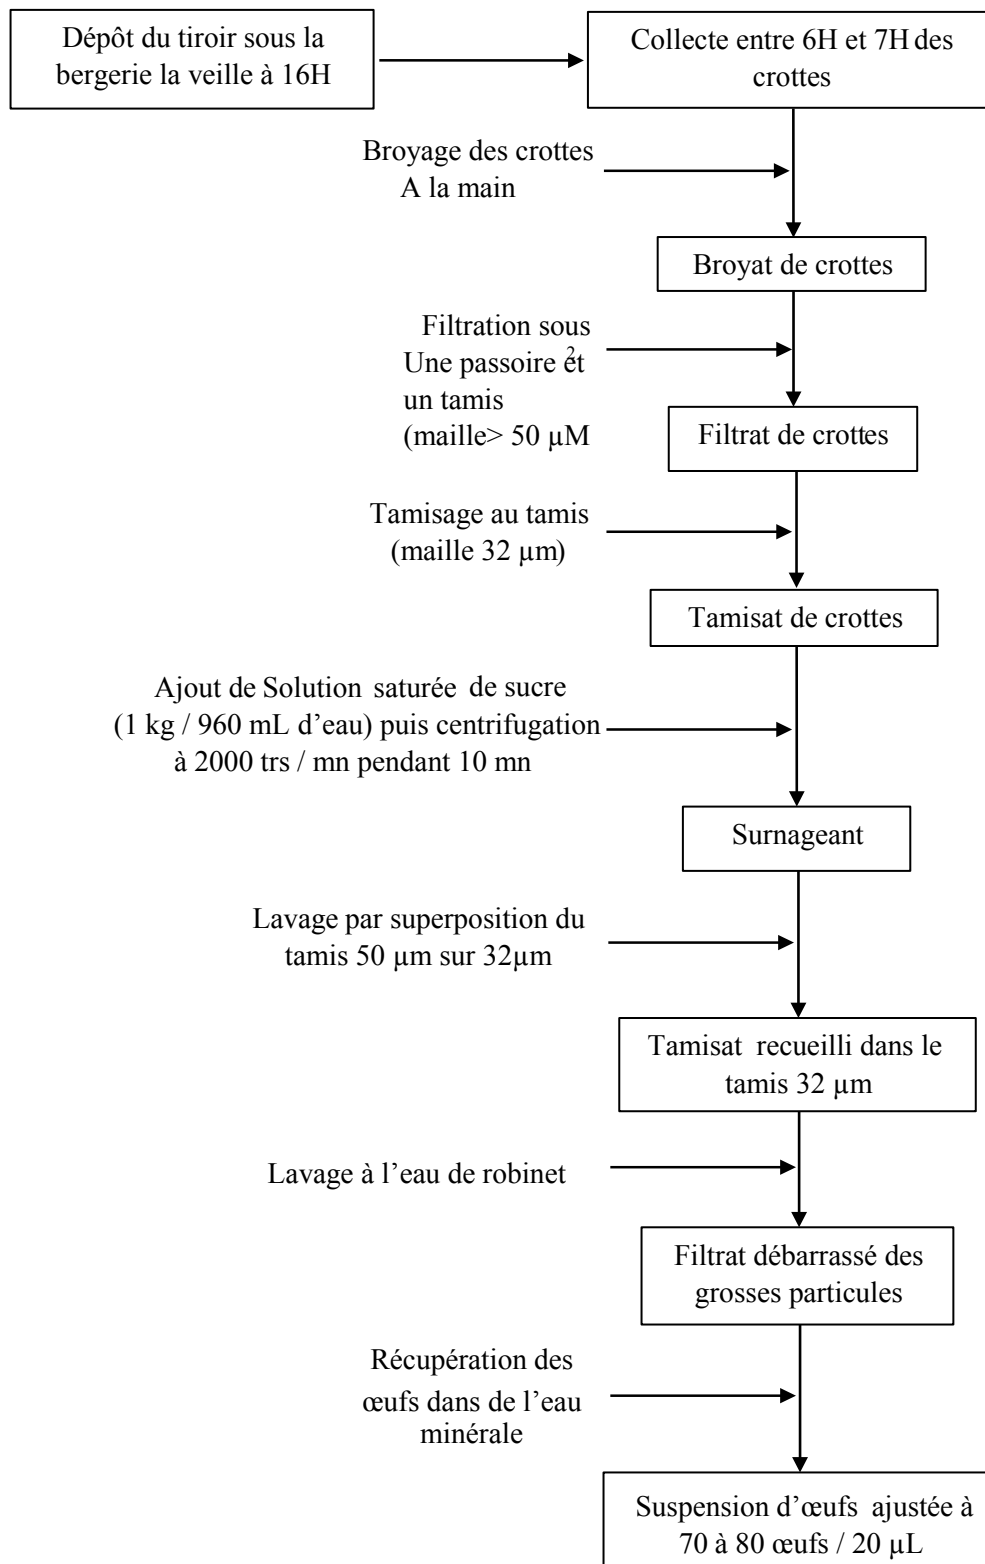 Dépôt du tiroir sous la
bergerie la veille à 16H
Collecte entre 6H et 7H des
crottes
Broyage des crottes
A la main
Broyat de crottes
Filtration sous
Une passoire et
2
un tamis
(maille> 50 µM
Filtrat de crottes
Tamisage au tamis
(maille 32 µm)
Tamisat de crottes
Ajout de Solution saturée de sucre
(1 kg / 960 mL d’eau) puis centrifugation
à 2000 trs / mn pendant 10 mn
Surnageant
Lavage par superposition du
tamis 50 µm sur 32µm
Tamisat recueilli dans le
tamis 32 µm
Lavage à l’eau de robinet
Filtrat débarrassé des
grosses particules
Récupération des
œufs dans de l’eau
minérale
Suspension d’œufs ajustée à
70 à 80 œufs / 20 µL